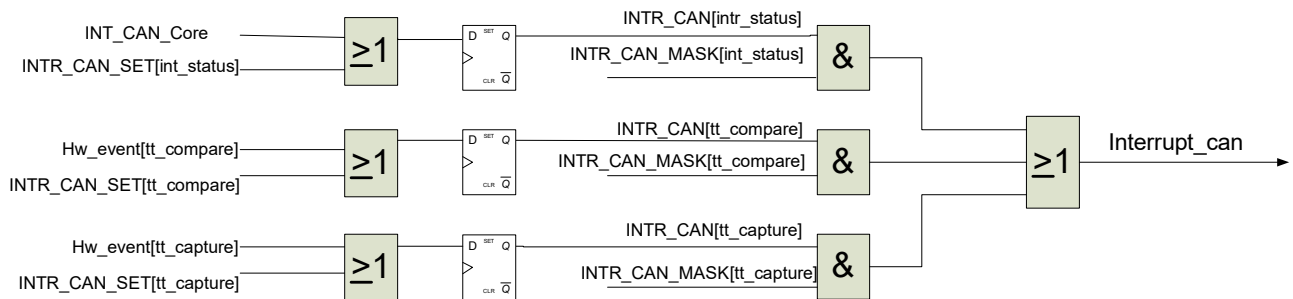 INT_CAN_Core
INTR_CAN_SET[int_status]
≥1
D SET Q
CLR Q
INTR_CAN[intr_status]
INTR_CAN_MASK[int_status]
&
Hw_event[tt_compare]
INTR_CAN_SET[tt_compare]
≥1
D SET Q
CLR Q
INTR_CAN[tt_compare]
INTR_CAN_MASK[tt_compare]
&
≥1
Interrupt_can
Hw_event[tt_capture]
INTR_CAN_SET[tt_capture]
≥1
D SET Q
CLR Q
INTR_CAN[tt_capture]
INTR_CAN_MASK[tt_capture]
&